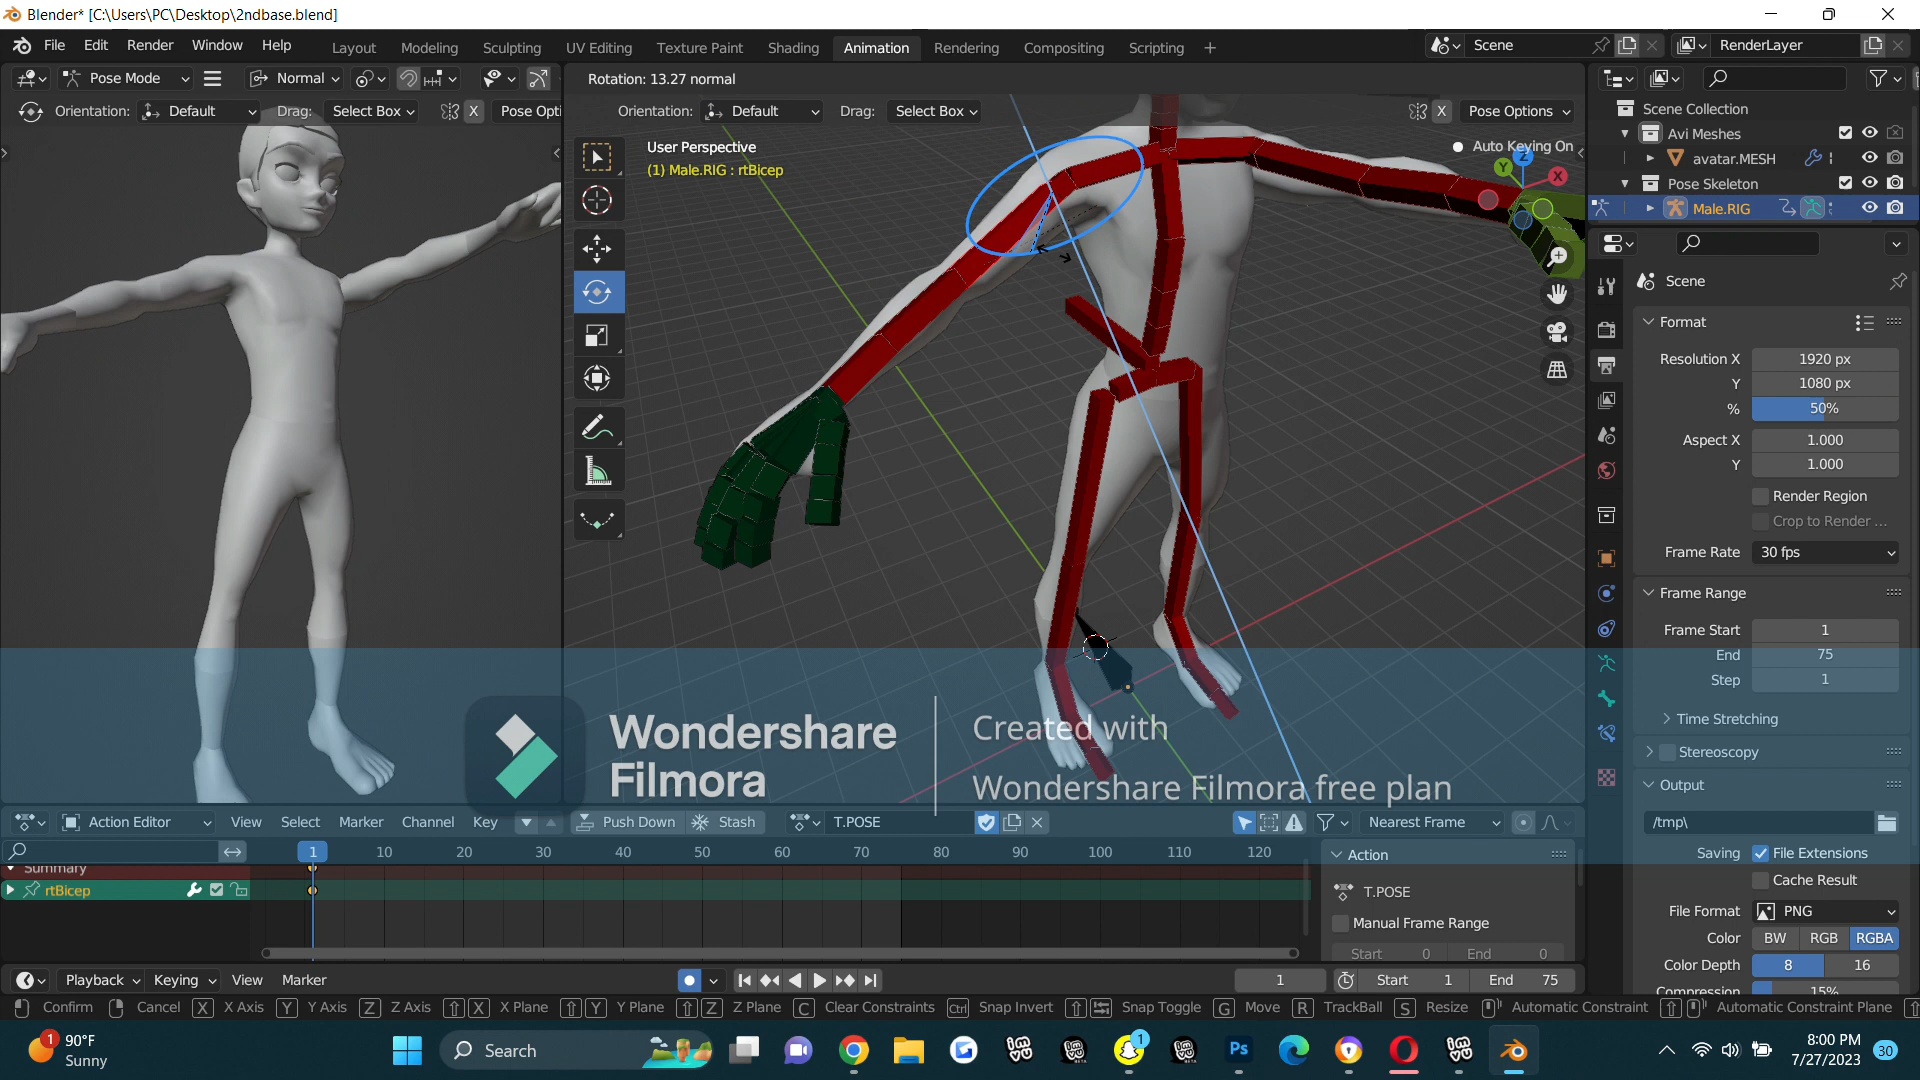 Blender* [C:\Users\PC\Desktop\2ndbase.blend]
File Edit Render Window Help Layout Modeling Sculpting UV Editing Texture Paint Shading Animation Rendering Compositing Scripting + Scene RenderLayer
Pose Mode Normal Rotation: 13.27 normal
Orientation: Default Drag: Select Box X Pose Opti Orientation: Default Drag: Select Box X Pose Options
Scene Collection
Avi Meshes
avatar.MESH
Pose Skeleton
Male.RIG
User Perspective
(1) Male.RIG : rtBicep
Auto Keying On
Z
Y
X
Scene
Format
Resolution X 1920 px
Y 1080 px
% 50%
Aspect X 1.000
Y 1.000
Render Region
Crop to Render ...
Frame Rate 30 fps
Frame Range
Frame Start 1
End 75
Step 1
Time Stretching
Stereoscopy
Output
/tmp\
Saving File Extensions
Cache Result
File Format PNG
Color BW RGB RGBA
Color Depth 8 16
Compression 15%
Wondershare
Filmora
Created with
Wondershare Filmora free plan
Action Editor View Select Marker Channel Key Push Down Stash T.POSE Nearest Frame
1 10 20 30 40 50 60 70 80 90 100 110 120
Summary
rtBicep
Action
T.POSE
Manual Frame Range
Start 0 End 0
Playback Keying View Marker 1 Start 1 End 75
Confirm Cancel X X Axis Y Y Axis Z Z Axis X X Plane Y Y Plane Z Z Plane C Clear Constraints Ctrl Snap Invert Snap Toggle G Move R TrackBall S Resize Automatic Constraint Automatic Constraint Plane
1
90°F
Sunny
Search
1
Ps
8:00 PM
7/27/2023
30